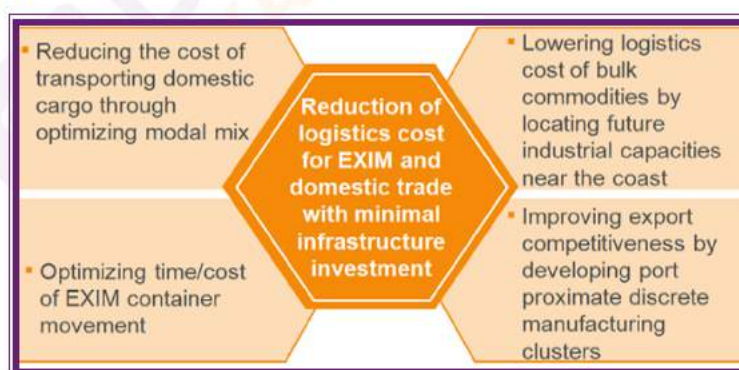 ▪ Reducing the cost of
transporting domestic
cargo through
optimizing modal mix
Reduction of
logistics cost
for EXIM and
domestic trade
with minimal
infrastructure
investment
▪ Lowering logistics
cost of bulk
commodities by
locating future
industrial capacities
near the coast
▪ Optimizing time/cost
of EXIM container
movement
▪ Improving export
competitiveness by
developing port
proximate discrete
manufacturing
clusters